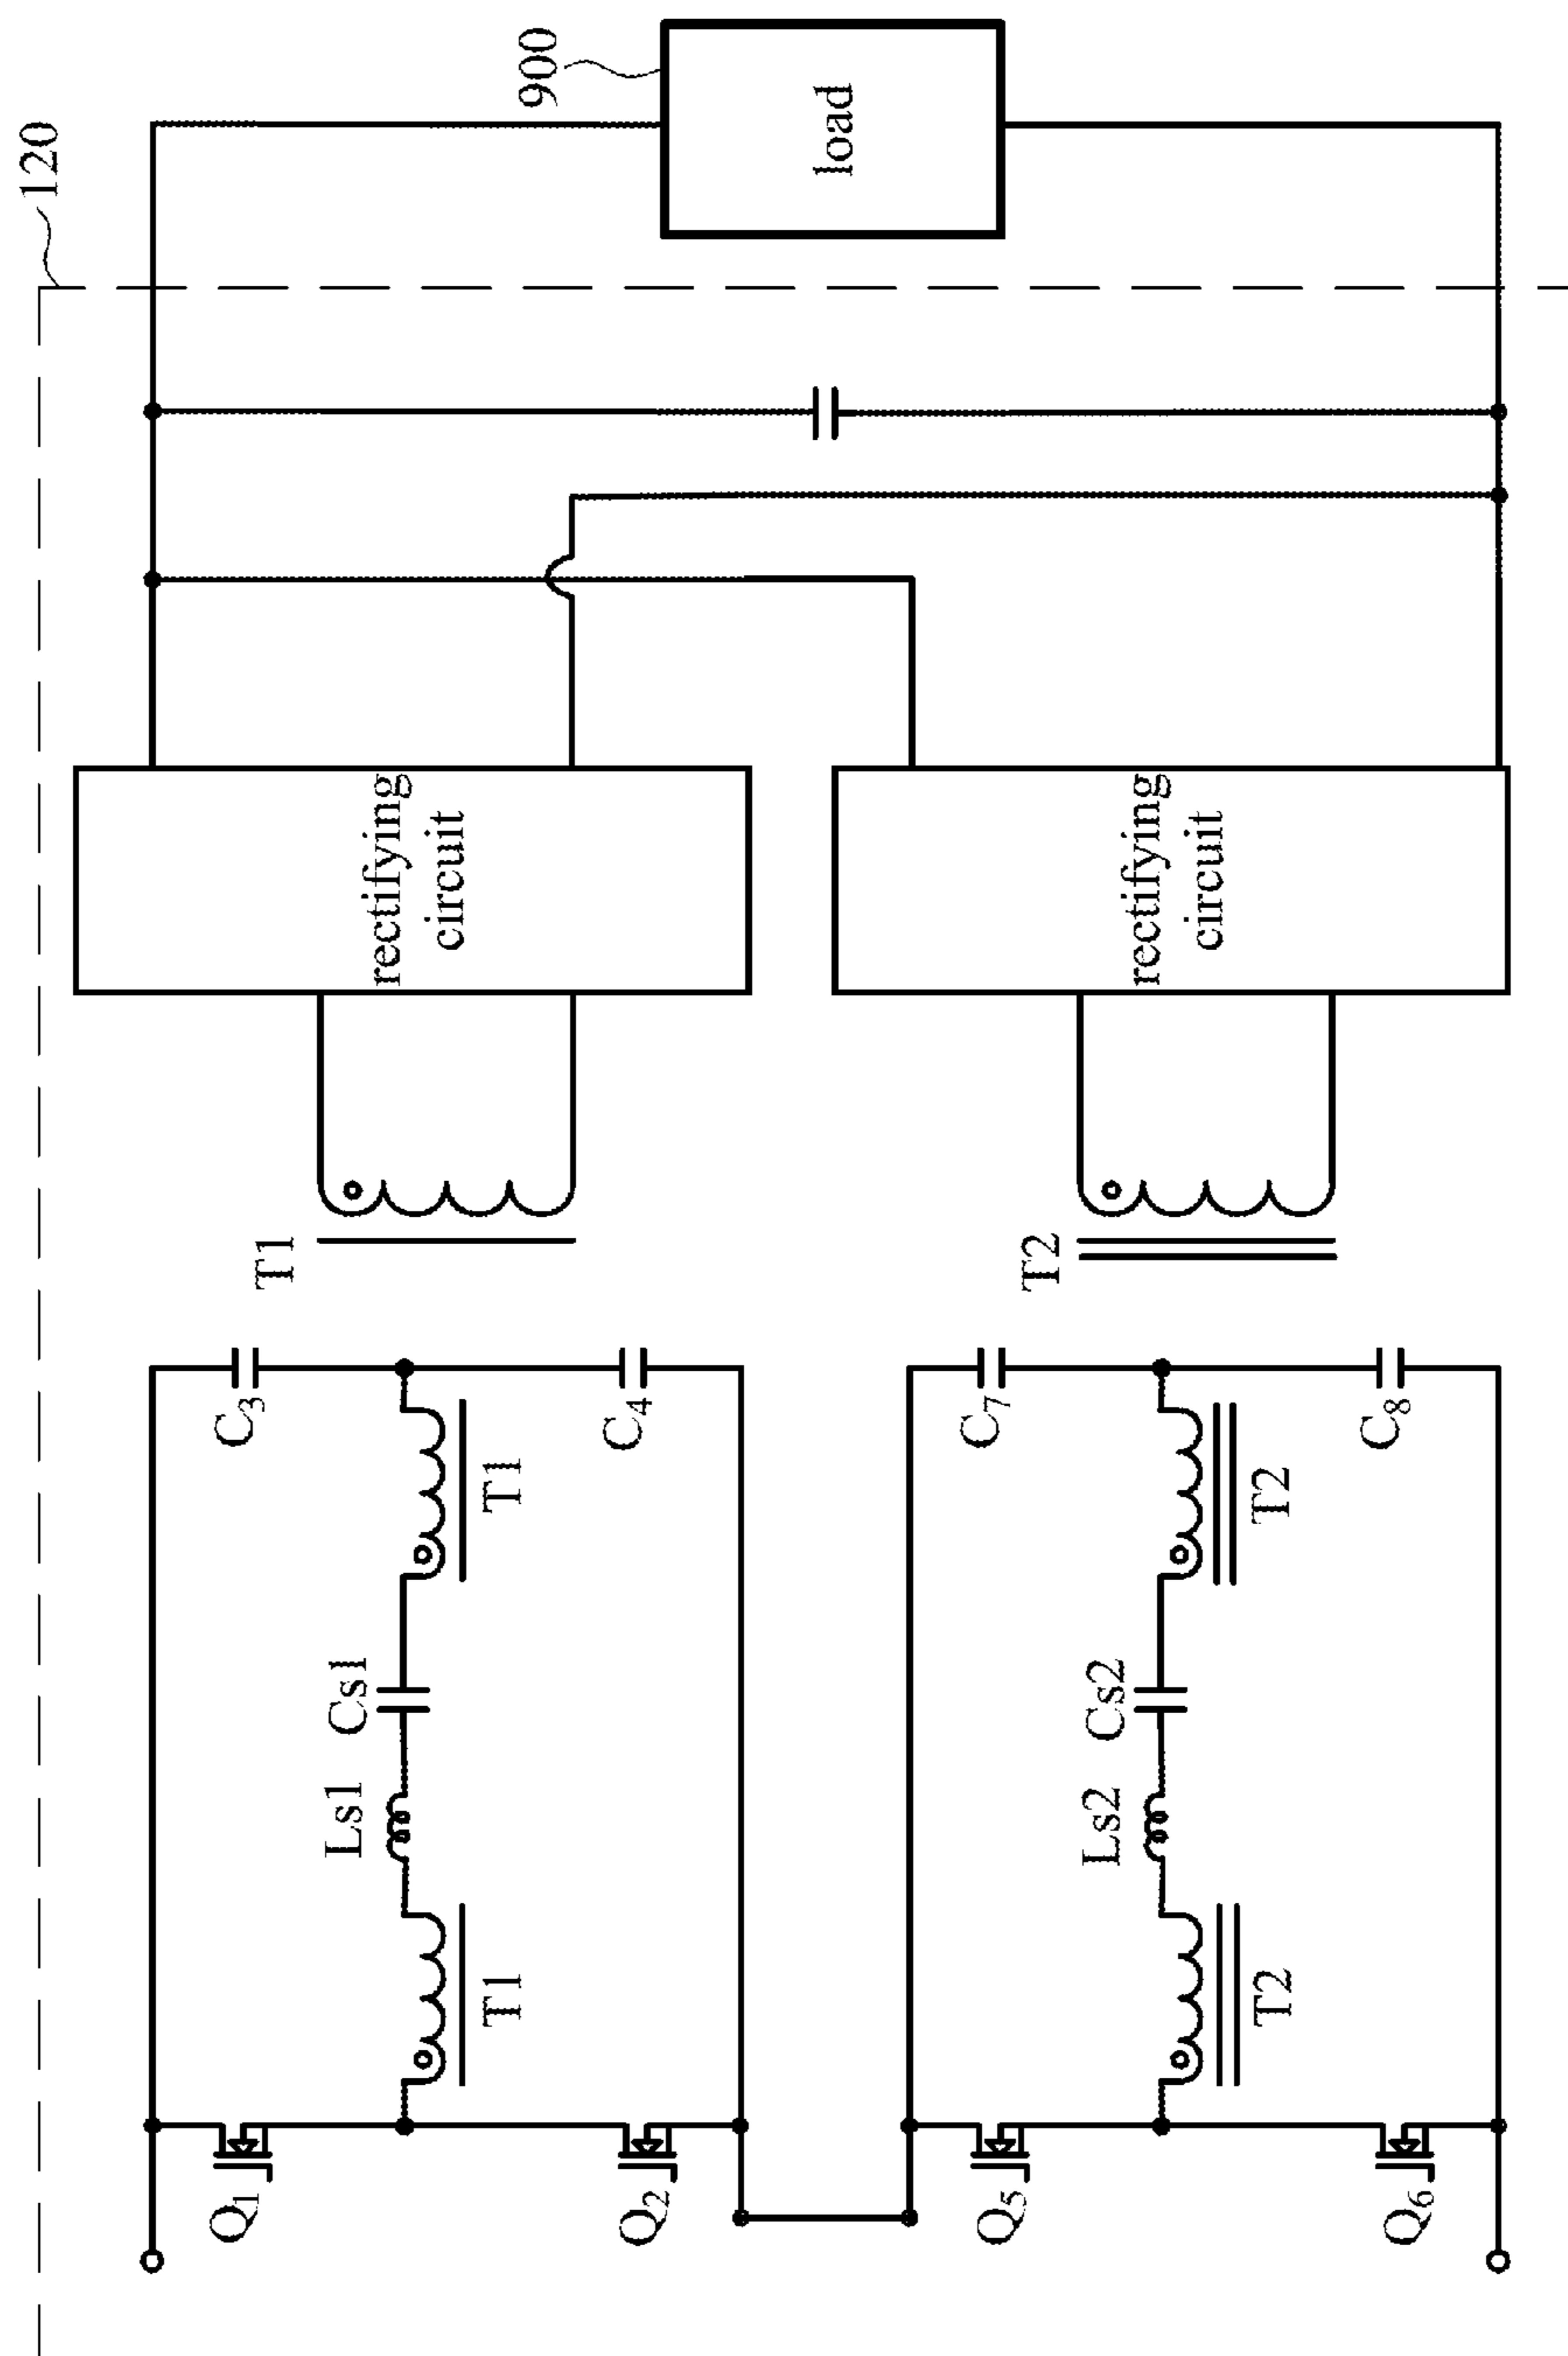 120
900
load
rectifying
circuit
rectifying
circuit
T1
T2
C3
C4
C7
C8
T1
T2
Cs1
Cs2
Ls1
Ls2
T1
T2
Q1
Q2
Q5
Q6